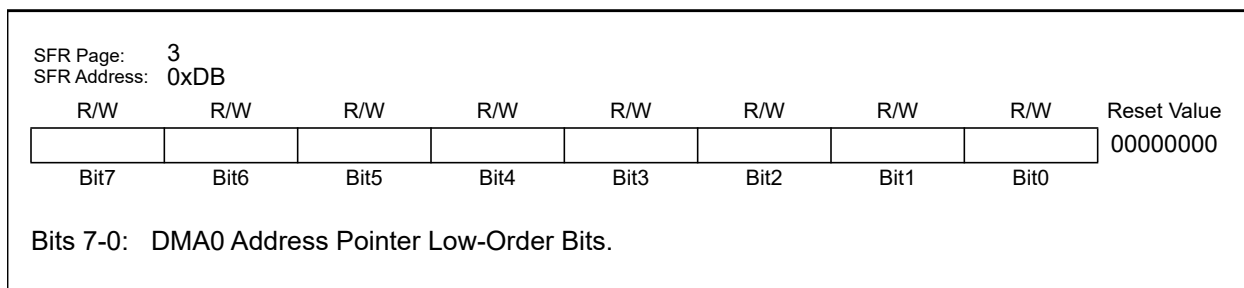 SFR Page: 3
SFR Address: 0xDB
R/W R/W R/W R/W R/W R/W R/W R/W Reset Value
00000000
Bit7 Bit6 Bit5 Bit4 Bit3 Bit2 Bit1 Bit0
Bits 7-0: DMA0 Address Pointer Low-Order Bits.